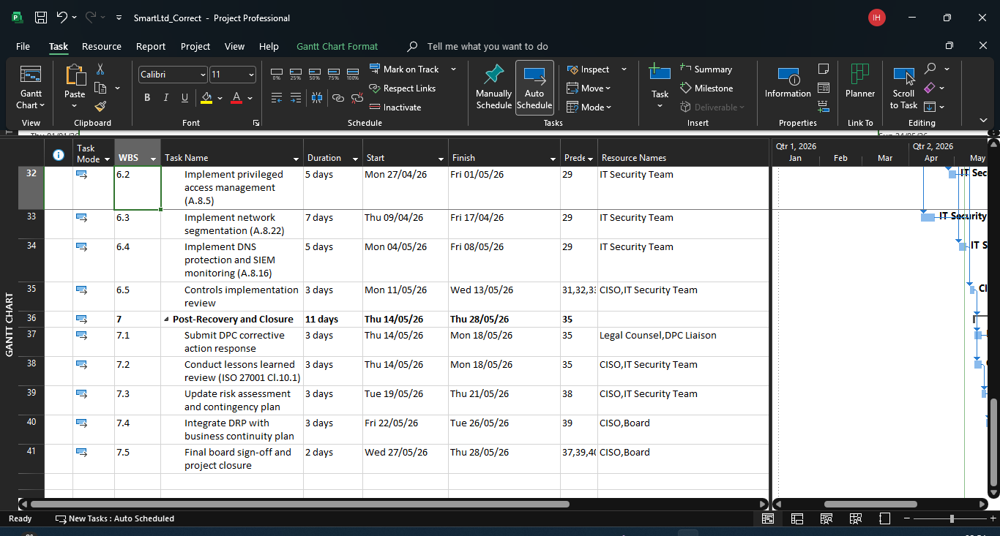 SmartLtd_Correct - Project Professional
IH
File Task Resource Report Project View Help Gantt Chart Format Tell me what you want to do
Gantt Chart
View
Paste
Clipboard
Calibri 11
B I U A
Font
0% 25% 50% 75% 100%
Mark on Track
Respect Links
Inactivate
Schedule
Manually Schedule
Auto Schedule
Inspect
Move
Mode
Tasks
Task
Summary
Milestone
Deliverable
Insert
Information
Properties
Planner
Link To
Scroll to Task
Editing
Task Mode WBS Task Name Duration Start Finish Prede Resource Names
Qtr 1, 2026 Qtr 2, 2026
Jan Feb Mar Apr May
32 6.2 Implement privileged 5 days Mon 27/04/26 Fri 01/05/26 29 IT Security Team
access management
(A.8.5)
33 6.3 Implement network 7 days Thu 09/04/26 Fri 17/04/26 29 IT Security Team
segmentation (A.8.22)
34 6.4 Implement DNS 5 days Mon 04/05/26 Fri 08/05/26 29 IT Security Team
protection and SIEM
monitoring (A.8.16)
35 6.5 Controls implementation 3 days Mon 11/05/26 Wed 13/05/26 31,32,33 CISO,IT Security Team
review
36 7 Post-Recovery and Closure 11 days Thu 14/05/26 Thu 28/05/26 35
37 7.1 Submit DPC corrective 3 days Thu 14/05/26 Mon 18/05/26 35 Legal Counsel,DPC Liaison
action response
38 7.2 Conduct lessons learned 3 days Thu 14/05/26 Mon 18/05/26 35 CISO,IT Security Team
review (ISO 27001 Cl.10.1)
39 7.3 Update risk assessment 3 days Tue 19/05/26 Thu 21/05/26 38 CISO,IT Security Team
and contingency plan
40 7.4 Integrate DRP with 3 days Fri 22/05/26 Tue 26/05/26 39 CISO,Board
business continuity plan
41 7.5 Final board sign-off and 2 days Wed 27/05/26 Thu 28/05/26 37,39,40 CISO,Board
project closure
IT Sec
IT Security
IT S
CI
GANTT CHART
Ready New Tasks : Auto Scheduled